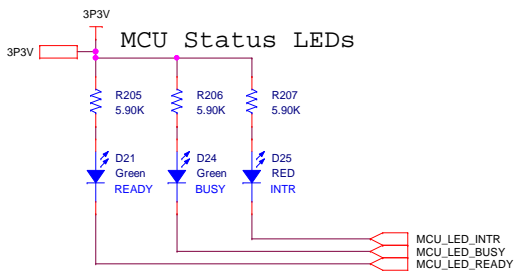 3P3V
MCU Status LEDs
3P3V
R205
5.90K
R206
5.90K
R207
5.90K
D21
Green
READY
D24
Green
BUSY
D25
RED
INTR
MCU_LED_INTR
MCU_LED_BUSY
MCU_LED_READY